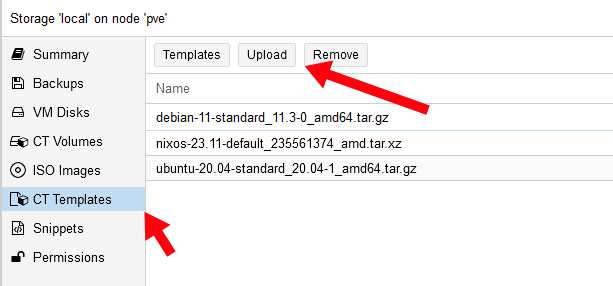 Storage 'local' on node 'pve'
Summary
Backups
VM Disks
CT Volumes
ISO Images
CT Templates
Snippets
Permissions
Templates Upload Remove
Name
debian-11-standard_11.3-0_amd64.tar.gz
nixos-23.11-default_235561374_amd.tar.xz
ubuntu-20.04-standard_20.04-1_amd64.tar.gz